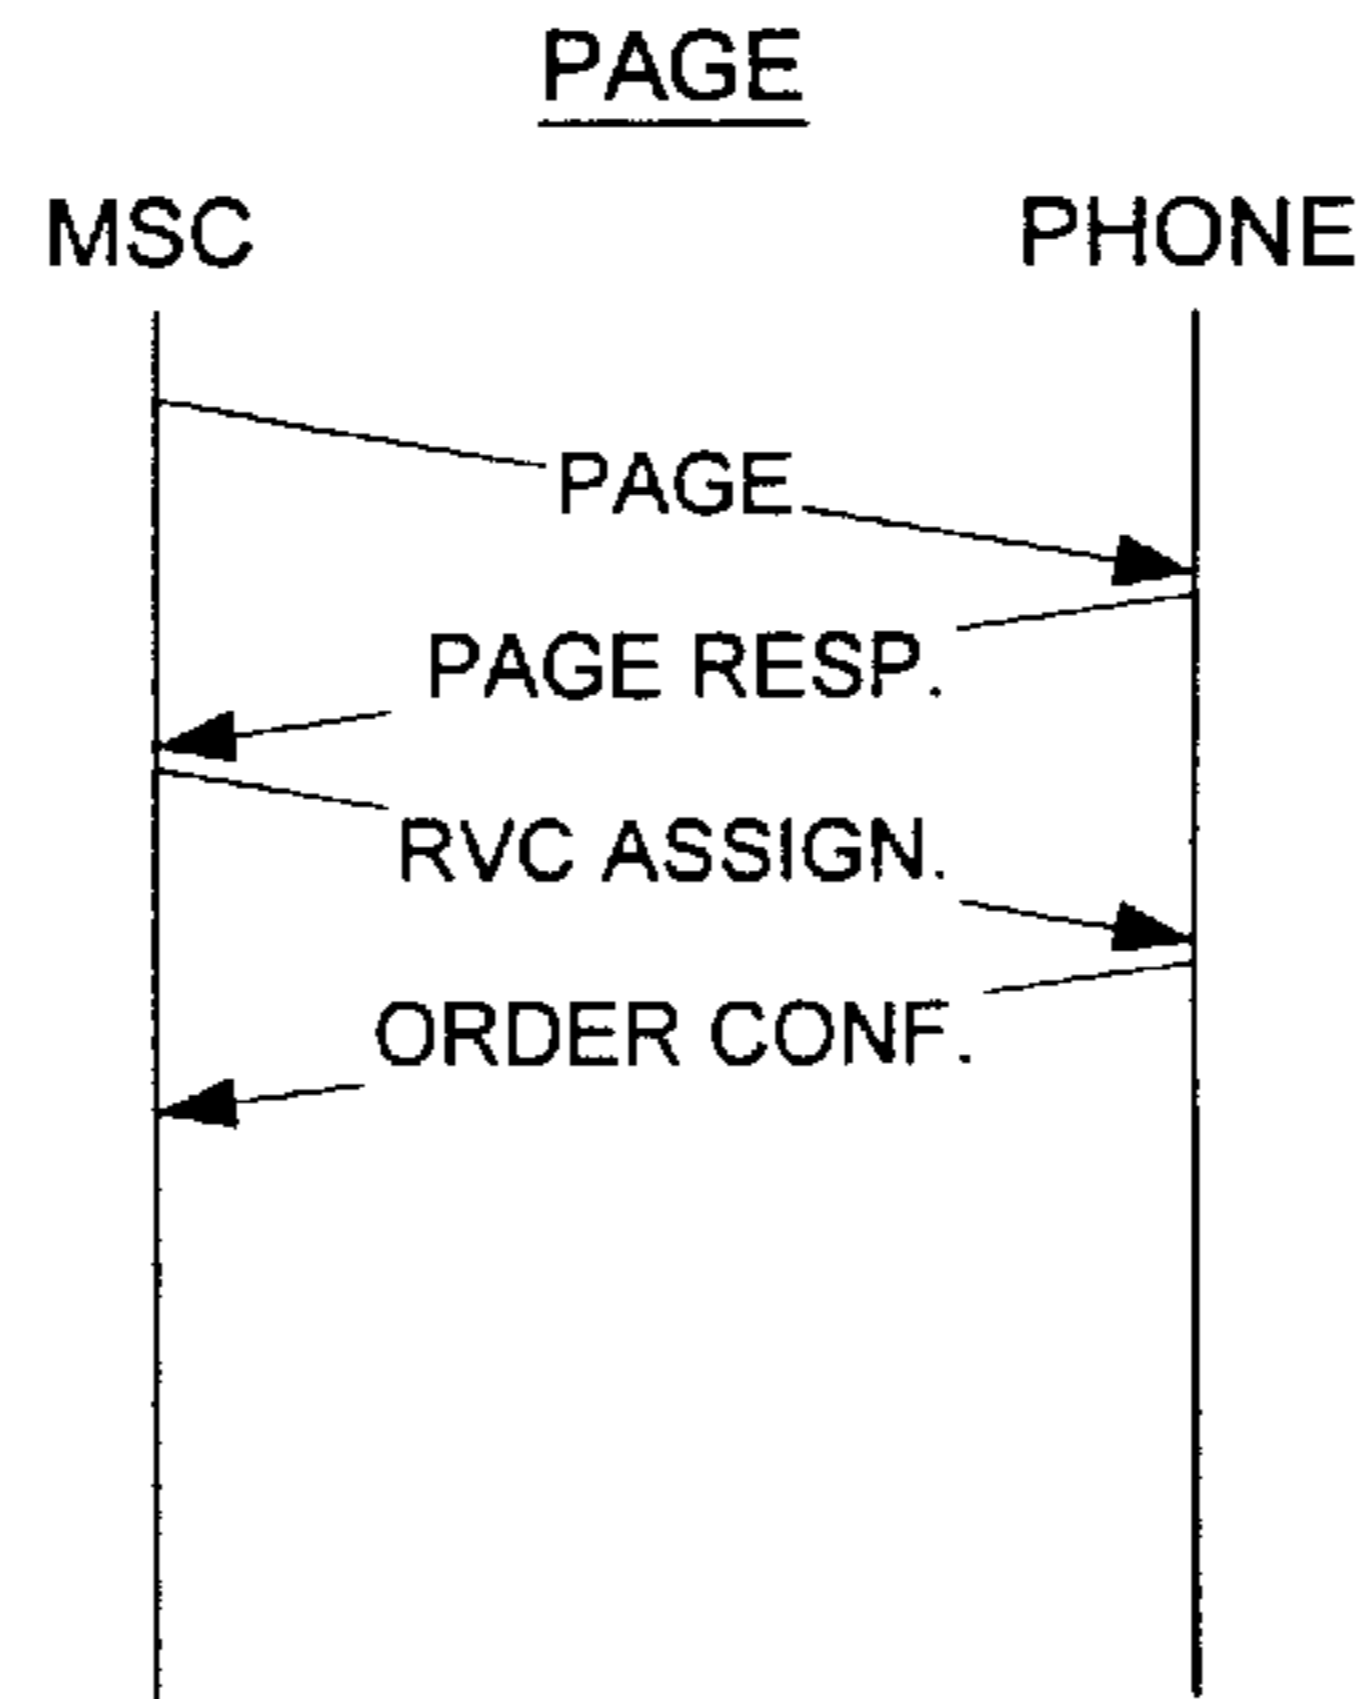 PAGE
MSC PHONE
PAGE
PAGE RESP.
RVC ASSIGN.
ORDER CONF.